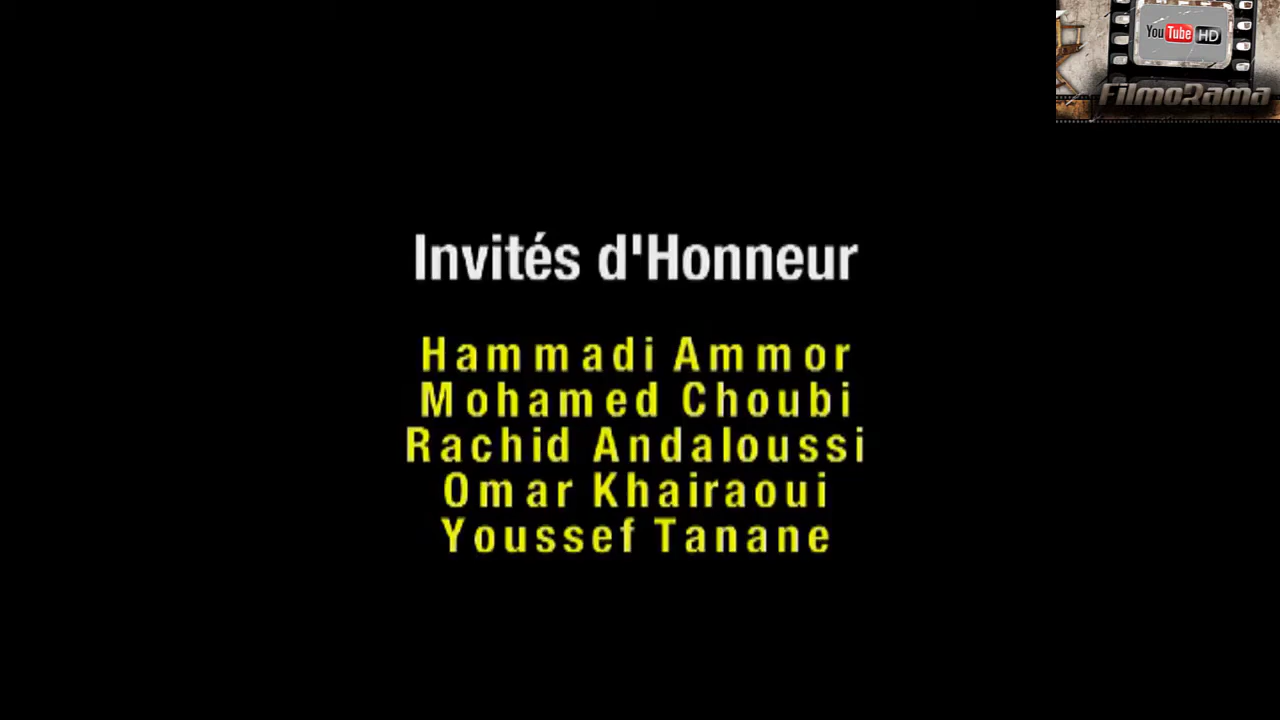 YouTube HD
FilmoRama
Invités d'Honneur
Hammadi Ammor
Mohamed Choubi
Rachid Andaloussi
Omar Khairaoui
Youssef Tanane